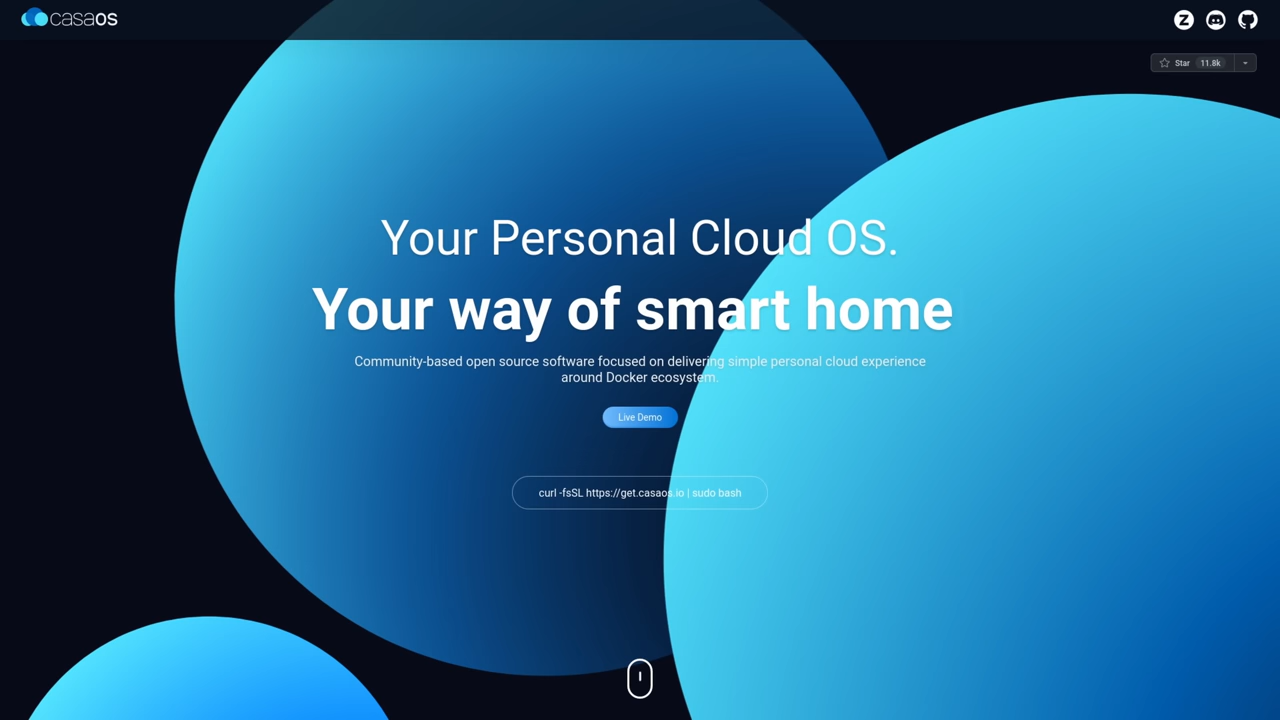 casaOS
Z
Star 11.8k
Your Personal Cloud OS.
Your way of smart home
Community-based open source software focused on delivering simple personal cloud experience
around Docker ecosystem.
Live Demo
curl -fsSL https://get.casaos.io | sudo bash